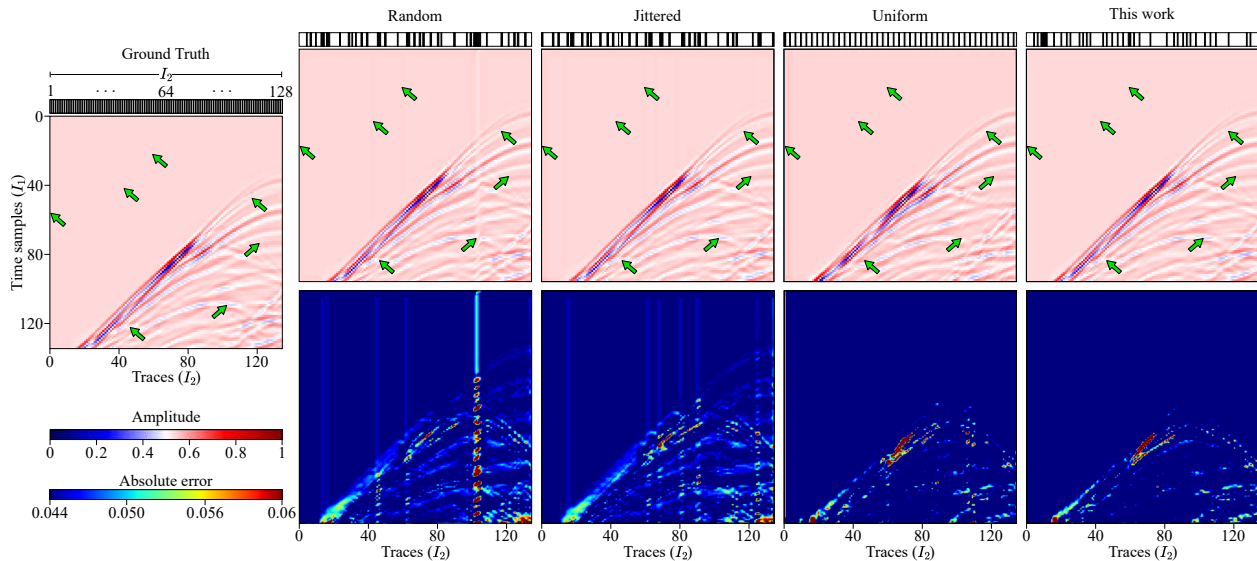 Random Jittered Uniform This work
Ground Truth
I₂
1 ... 64 ... 128
0
40
80
120
Time samples (I₁)
0 40 80 120
Traces (I₂)
Amplitude
0 0.2 0.4 0.6 0.8 1
Absolute error
0.044 0.050 0.056 0.06
0 40 80 120 0 40 80 120 0 40 80 120 0 40 80 120
Traces (I₂) Traces (I₂) Traces (I₂) Traces (I₂)